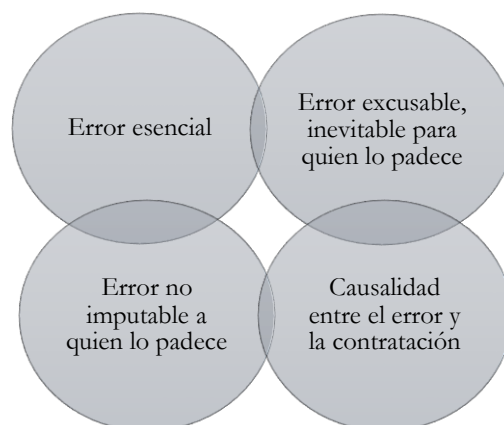 Error esencial
Error excusable,
inevitable para
quien lo padece
Error no
imputable a
quien lo padece
Causalidad
entre el error y
la contratación